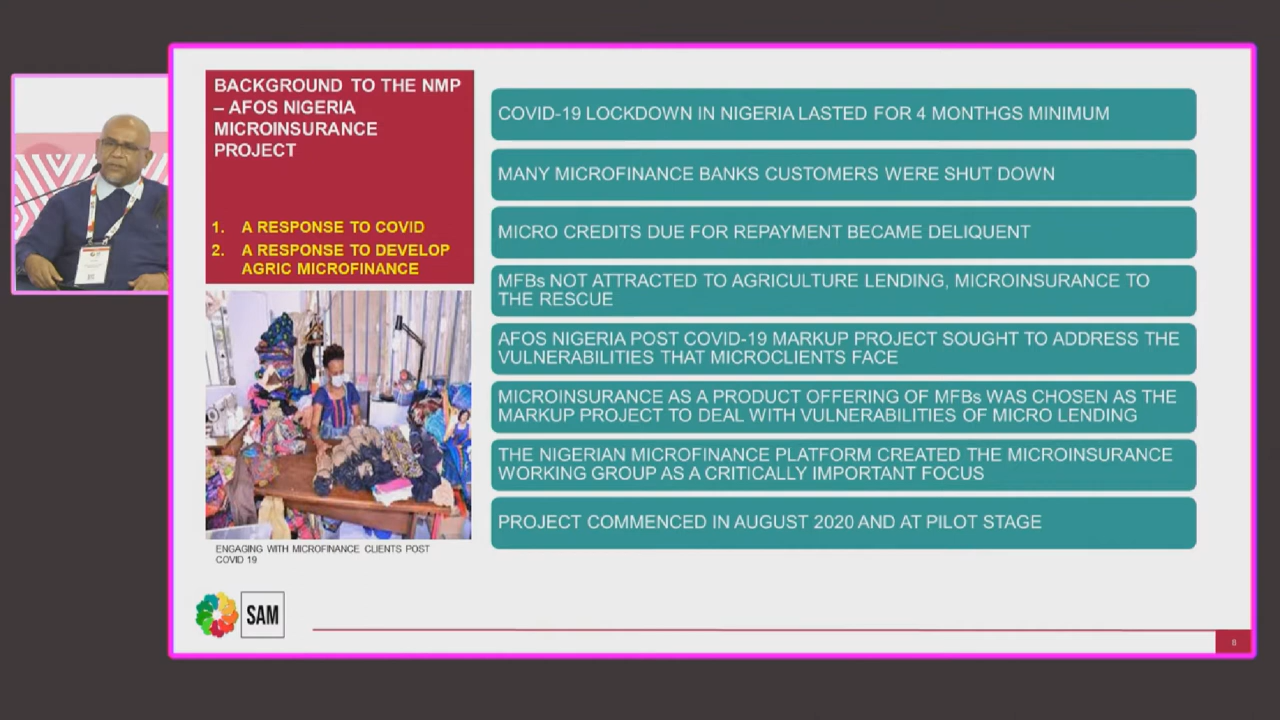 BACKGROUND TO THE NMP
– AFOS NIGERIA
MICROINSURANCE
PROJECT
1. A RESPONSE TO COVID
2. A RESPONSE TO DEVELOP
AGRIC MICROFINANCE
ENGAGING WITH MICROFINANCE CLIENTS POST
COVID 19
COVID-19 LOCKDOWN IN NIGERIA LASTED FOR 4 MONTHGS MINIMUM
MANY MICROFINANCE BANKS CUSTOMERS WERE SHUT DOWN
MICRO CREDITS DUE FOR REPAYMENT BECAME DELIQUENT
MFBs NOT ATTRACTED TO AGRICULTURE LENDING, MICROINSURANCE TO
THE RESCUE
AFOS NIGERIA POST COVID-19 MARKUP PROJECT SOUGHT TO ADDRESS THE
VULNERABILITIES THAT MICROCLIENTS FACE
MICROINSURANCE AS A PRODUCT OFFERING OF MFBs WAS CHOSEN AS THE
MARKUP PROJECT TO DEAL WITH VULNERABILITIES OF MICRO LENDING
THE NIGERIAN MICROFINANCE PLATFORM CREATED THE MICROINSURANCE
WORKING GROUP AS A CRITICALLY IMPORTANT FOCUS
PROJECT COMMENCED IN AUGUST 2020 AND AT PILOT STAGE
SAM
8